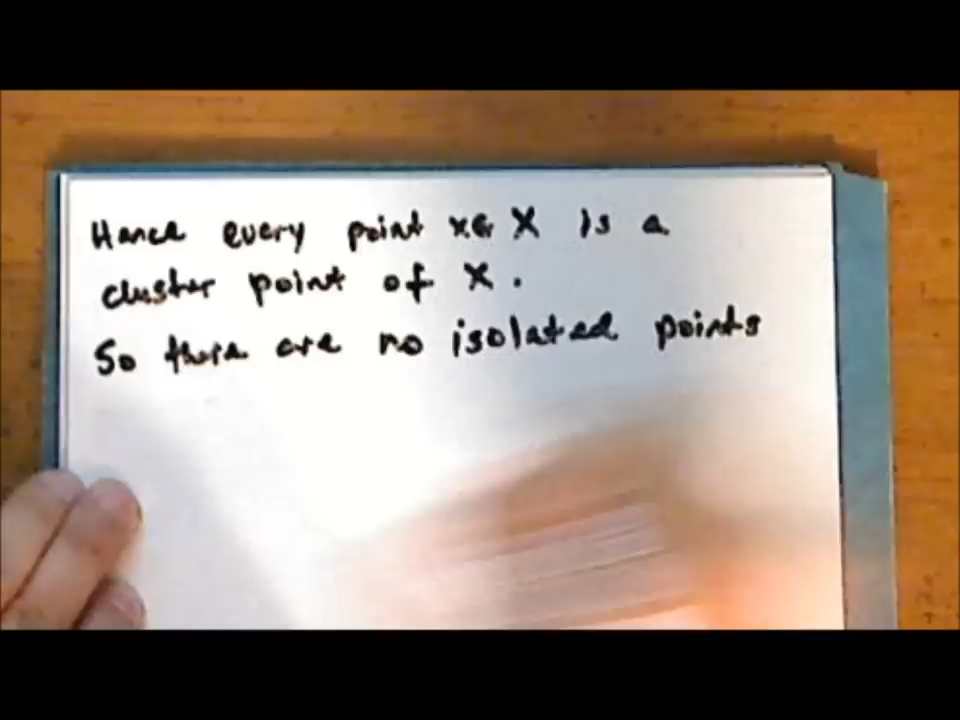 Hence every point x∈ X is a
cluster point of X.
So there are no isolated points